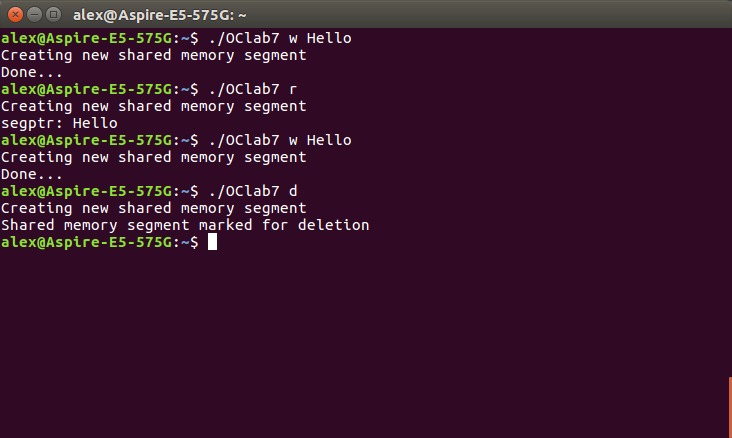 alex@Aspire-E5-575G: ~
alex@Aspire-E5-575G:~$ ./OClab7 w Hello
Creating new shared memory segment
Done...
alex@Aspire-E5-575G:~$ ./OClab7 r
Creating new shared memory segment
segptr: Hello
alex@Aspire-E5-575G:~$ ./OClab7 w Hello
Creating new shared memory segment
Done...
alex@Aspire-E5-575G:~$ ./OClab7 d
Creating new shared memory segment
Shared memory segment marked for deletion
alex@Aspire-E5-575G:~$